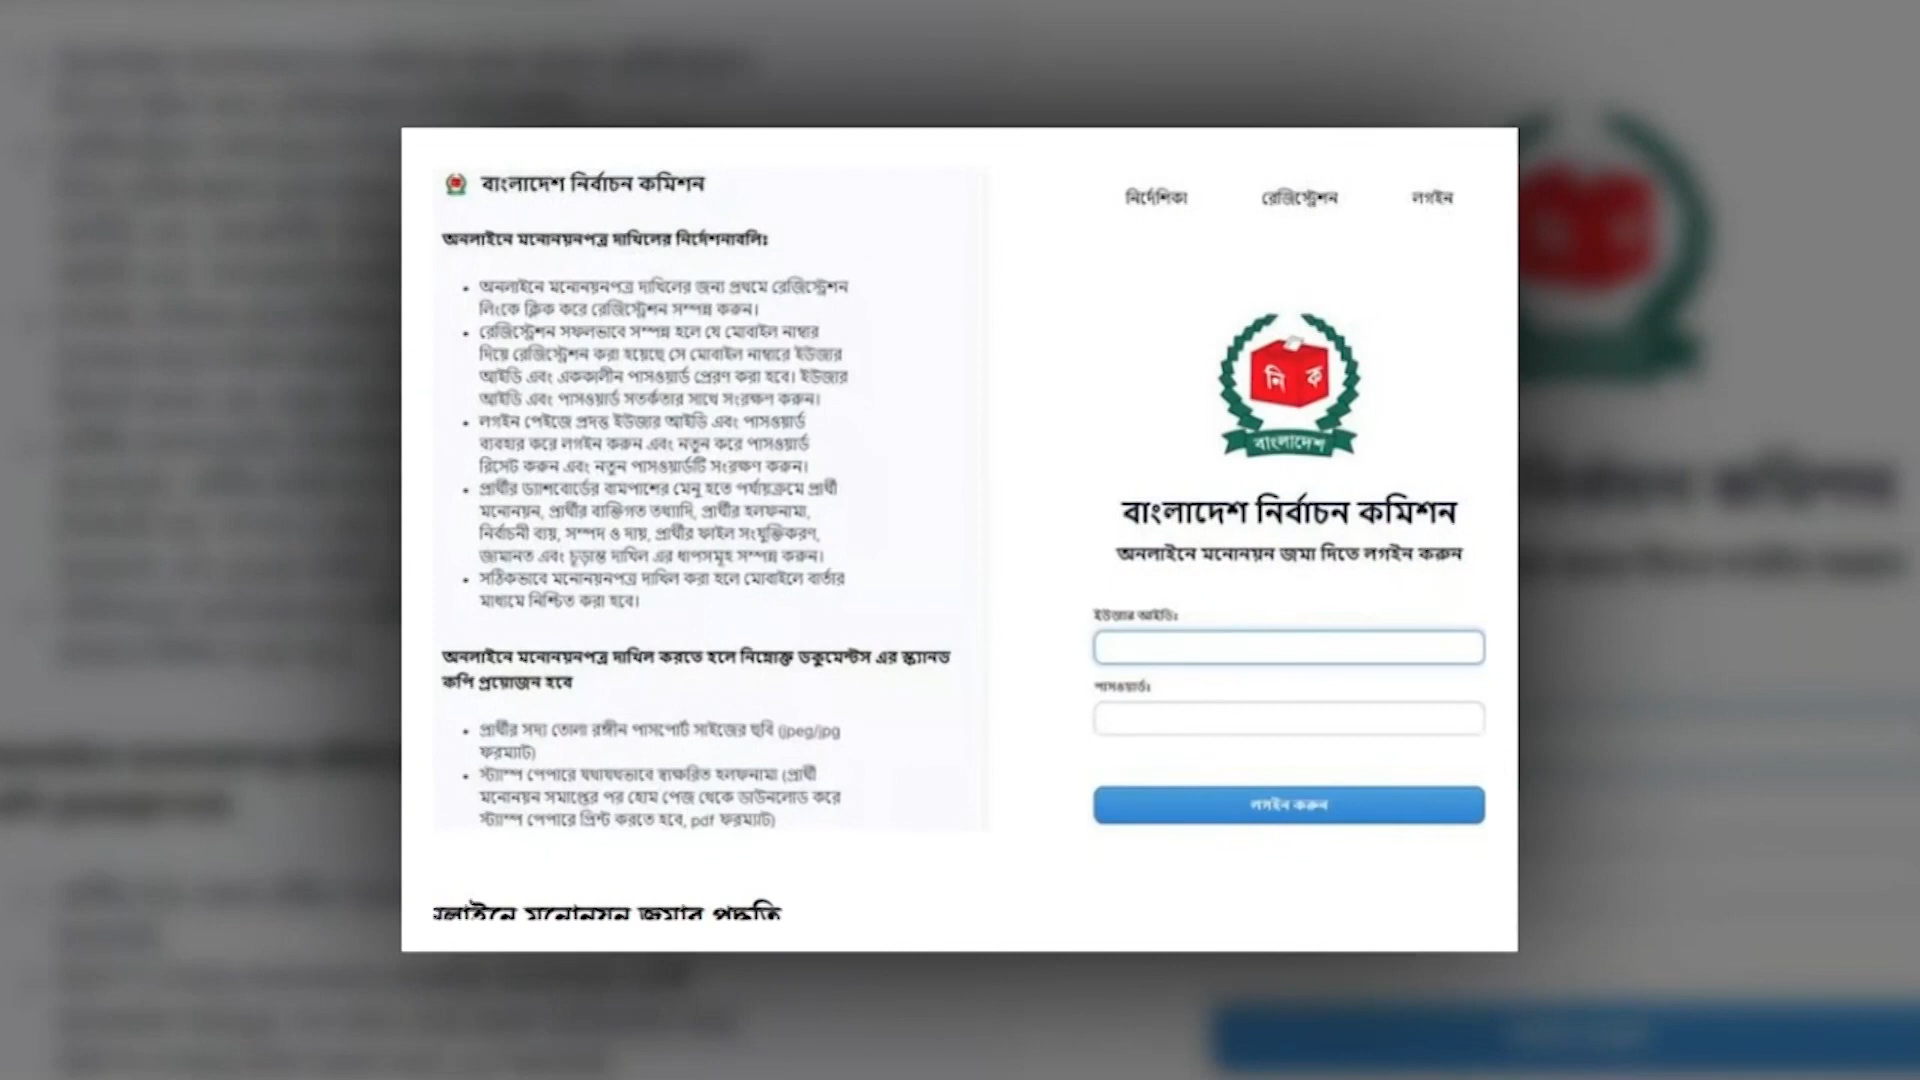 বাংলাদেশ নির্বাচন কমিশন
অনলাইনে মনোনয়নপত্র দাখিলের নির্দেশনাবলিঃ
• অনলাইনে মনোনয়নপত্র দাখিলের জন্য প্রথমে রেজিস্ট্রেশন
লিংকে ক্লিক করে রেজিস্ট্রেশন সম্পন্ন করুন।
• রেজিস্ট্রেশন সফলভাবে সম্পন্ন হলে যে মোবাইল নাম্বার
দিয়ে রেজিস্ট্রেশন করা হয়েছে সে মোবাইল নাম্বারে ইউজার
আইডি এবং এককালীন পাসওয়ার্ড প্রেরণ করা হবে। ইউজার
আইডি এবং পাসওয়ার্ড সতর্কতার সাথে সংরক্ষণ করুন।
• লগইন পেইজে প্রদত্ত ইউজার আইডি এবং পাসওয়ার্ড
ব্যবহার করে লগইন করুন এবং নতুন করে পাসওয়ার্ড
রিসেট করুন এবং নতুন পাসওয়ার্ডটি সংরক্ষণ করুন।
• প্রার্থীর ড্যাশবোর্ডের বামপাশের মেনু হতে পর্যায়ক্রমে প্রার্থী
মনোনয়ন, প্রার্থীর ব্যক্তিগত তথ্যাদি, প্রার্থীর হলফনামা,
নির্বাচনী ব্যয়, সম্পদ ও দায়, প্রার্থীর ফাইল সংযুক্তিকরণ,
জামানত এবং চূড়ান্ত দাখিল এর ধাপসমূহ সম্পন্ন করুন।
• সঠিকভাবে মনোনয়নপত্র দাখিল করা হলে মোবাইলে বার্তার
মাধ্যমে নিশ্চিত করা হবে।
অনলাইনে মনোনয়নপত্র দাখিল করতে হলে নিম্নোক্ত ডকুমেন্টস এর স্ক্যানড
কপি প্রয়োজন হবে
• প্রার্থীর সদ্য তোলা রঙ্গীন পাসপোর্ট সাইজের ছবি (jpeg/jpg
ফরম্যাট)
• স্ট্যাম্প পেপারে যথাযথভাবে স্বাক্ষরিত হলফনামা (প্রার্থী
মনোনয়ন সমাপ্তের পর হোম পেজ থেকে ডাউনলোড করে
স্ট্যাম্প পেপারে প্রিন্ট করতে হবে, pdf ফরম্যাট)
নলাইনে মনোনয়ন জমার পদ্ধতি
নির্দেশিকা রেজিস্ট্রেশন লগইন
নি ক
বাংলাদেশ
বাংলাদেশ নির্বাচন কমিশন
অনলাইনে মনোনয়ন জমা দিতে লগইন করুন
ইউজার আইডিঃ
পাসওয়ার্ডঃ
লগইন করুন